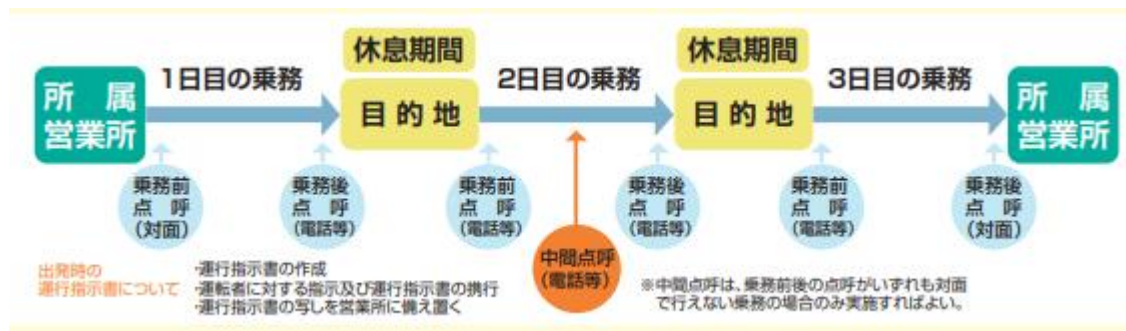 休息期間
休息期間
1日目の乗務
2日目の乗務
3日目の乗務
所属
営業所
目的地
目的地
所属
営業所
乗務前
点呼
(対面)
乗務後
点呼
(電話等)
乗務前
点呼
(電話等)
中間点呼
(電話等)
乗務後
点呼
(電話等)
乗務前
点呼
(電話等)
乗務後
点呼
(対面)
出発時の
運行指示書について
・運行指示書の作成
・運転者に対する指示及び運行指示書の携行
・運行指示書の写しを営業所に備え置く
※中間点呼は、乗務前後の点呼がいずれも対面
で行えない乗務の場合のみ実施すればよい。